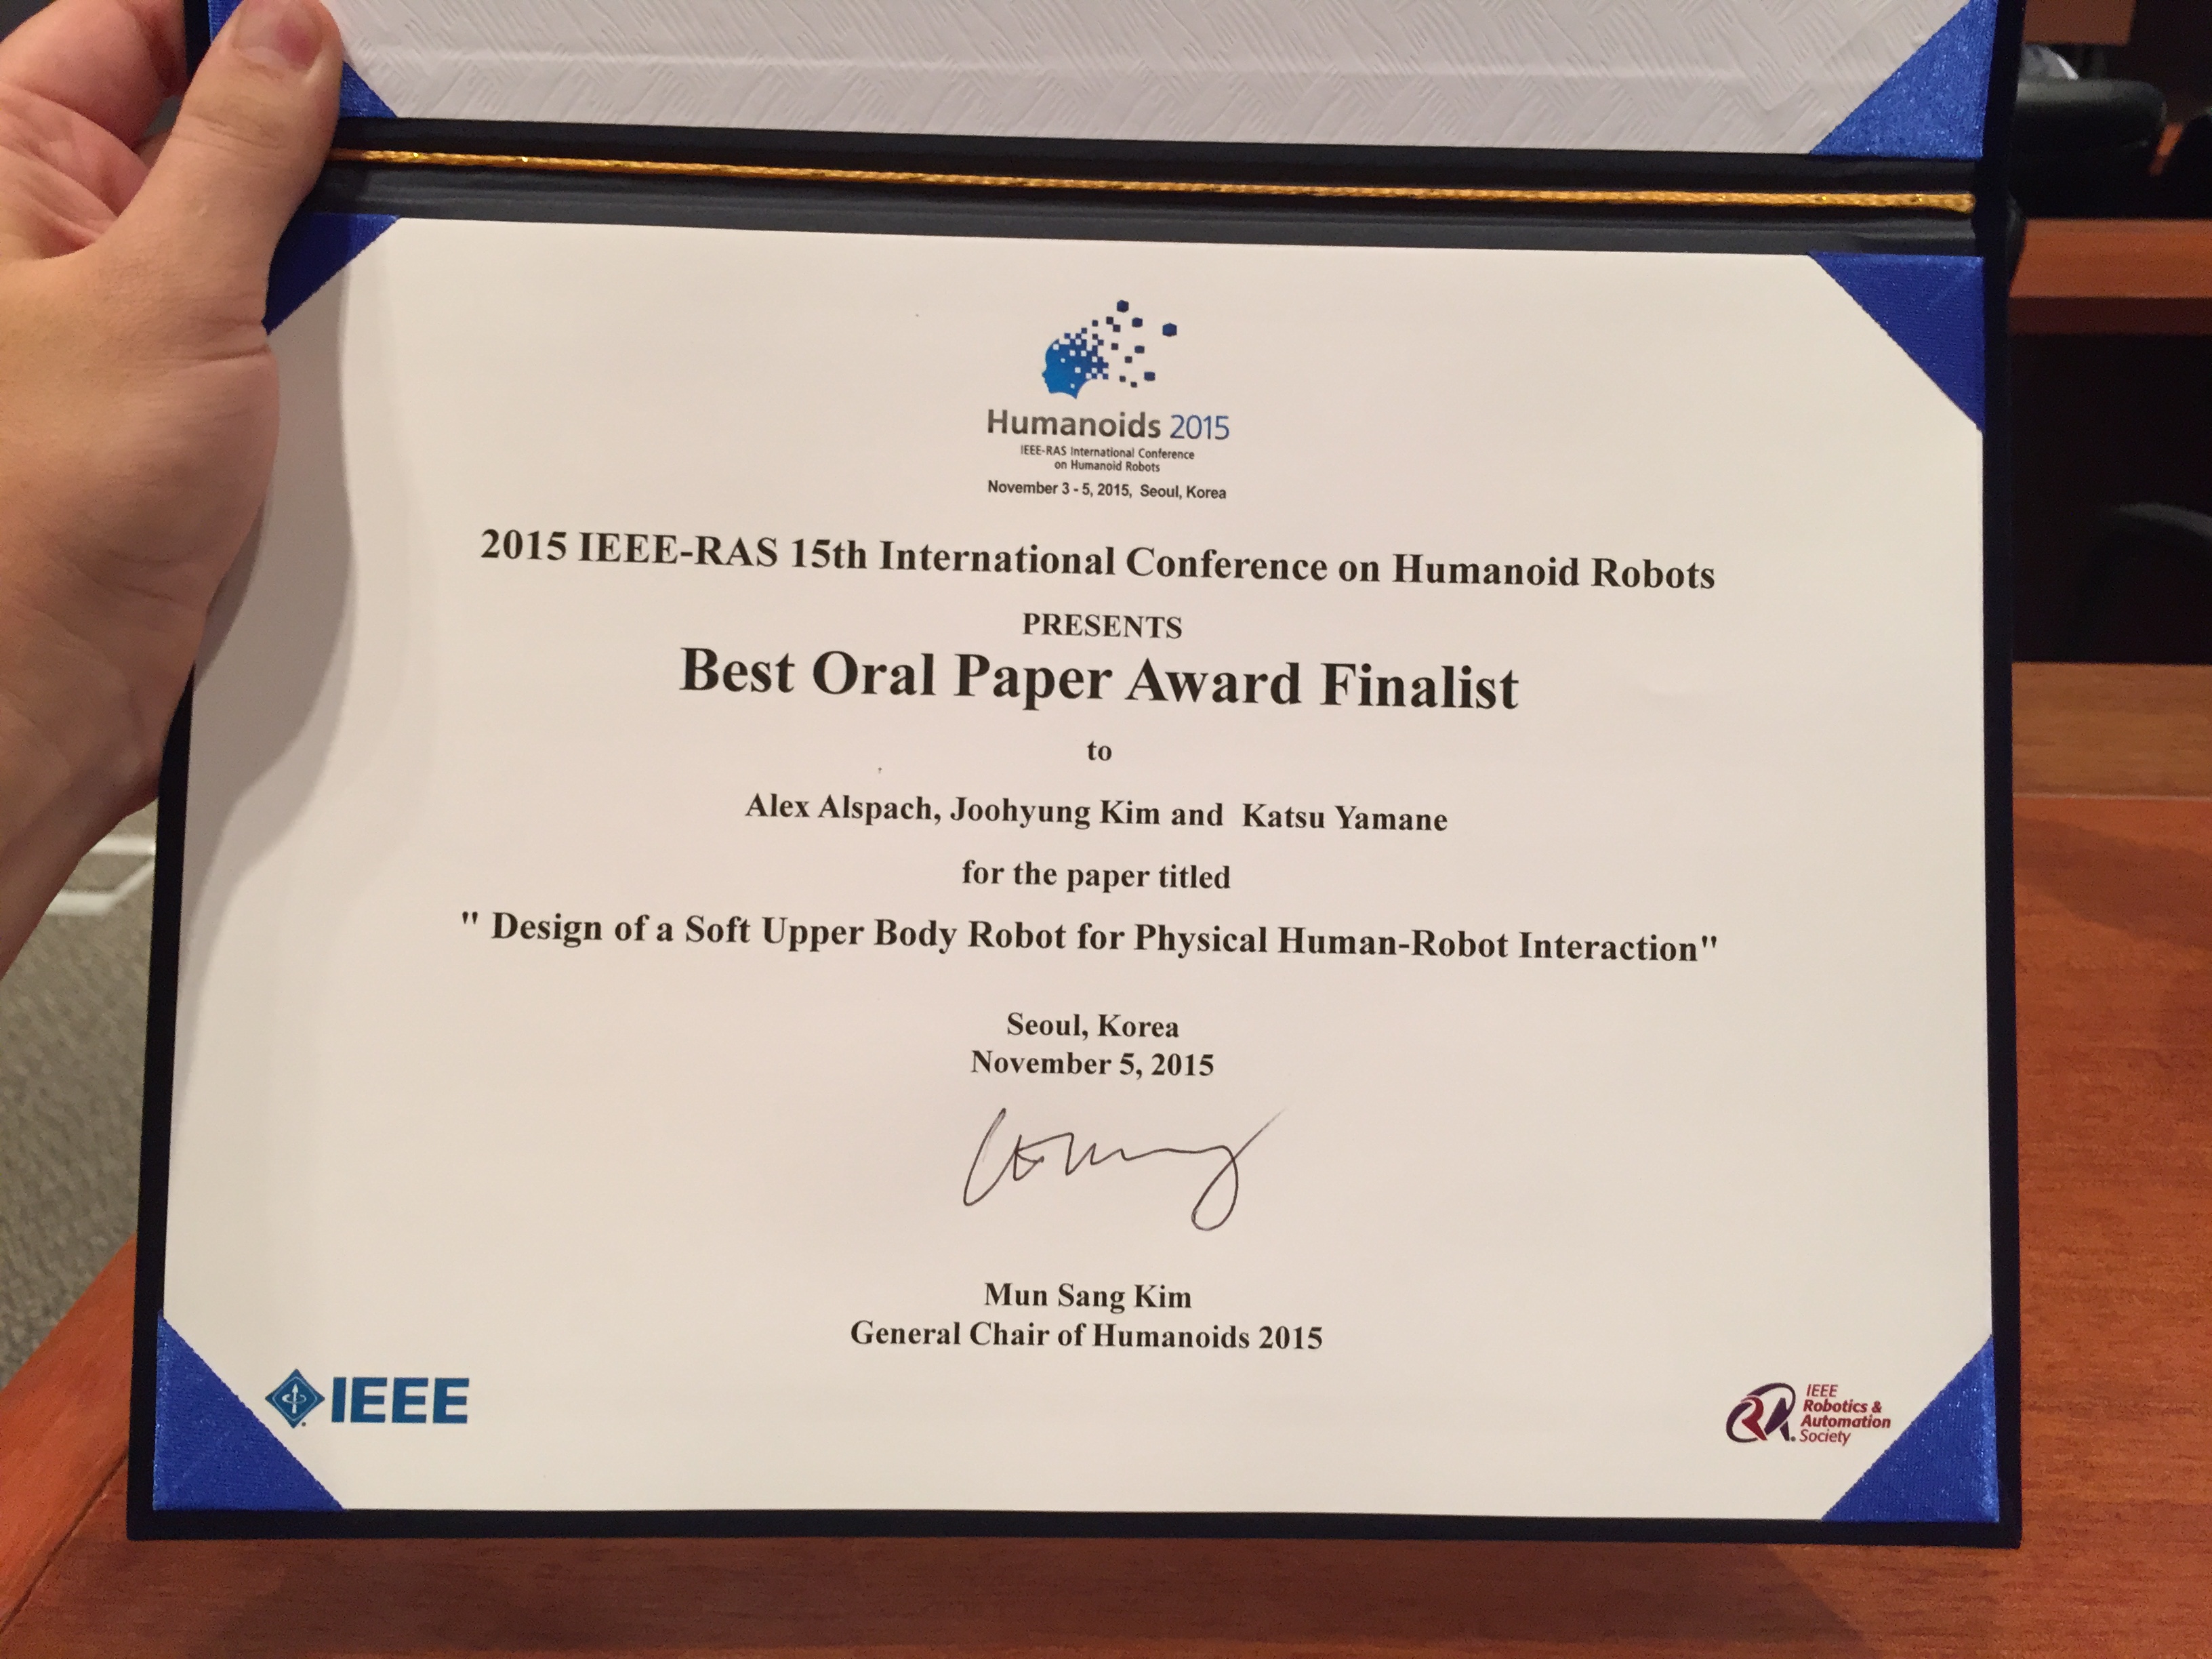 Humanoids 2015
IEEE-RAS International Conference
on Humanoid Robots
November 3 - 5, 2015, Seoul, Korea
2015 IEEE-RAS 15th International Conference on Humanoid Robots
PRESENTS
Best Oral Paper Award Finalist
to
Alex Alspach, Joohyung Kim and Katsu Yamane
for the paper titled
" Design of a Soft Upper Body Robot for Physical Human-Robot Interaction"
Seoul, Korea
November 5, 2015
Mun Sang Kim
General Chair of Humanoids 2015
IEEE
IEEE
Robotics &
Automation
Society